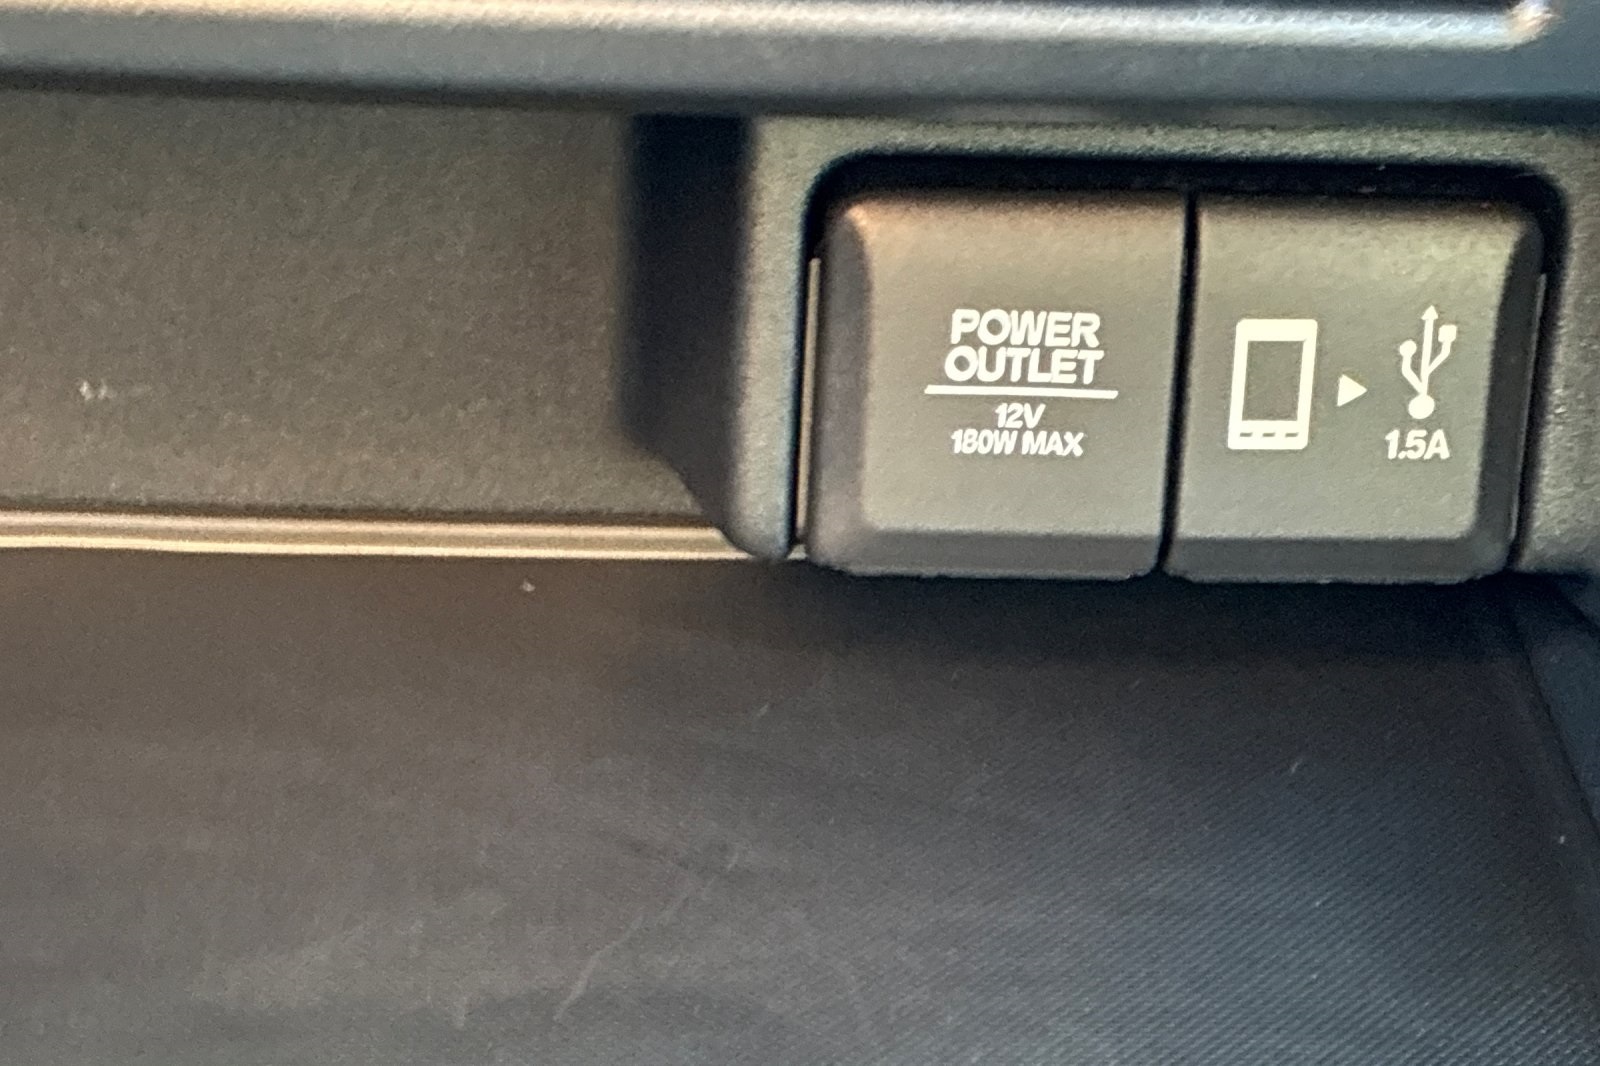 POWER
OUTLET
12V
180W MAX
1.5A